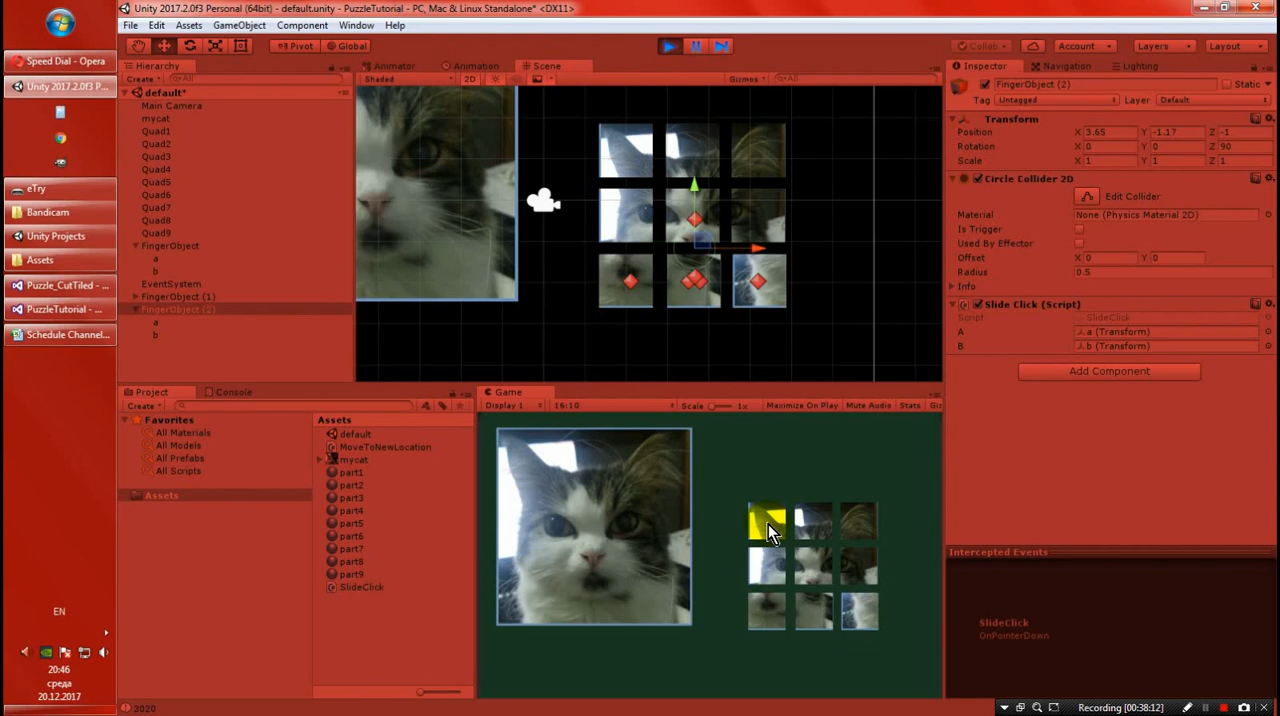 Unity 2017.2.0f3 Personal (64bit) - default.unity - PuzzleTutorial - PC, Mac & Linux Standalone* <DX11>
File Edit Assets GameObject Component Window Help
Pivot Global Collab Account Layers Layout
Speed Dial - Opera
Unity 2017.2.0f3 P...
eTry
Bandicam
Unity Projects
Assets
Puzzle_CutTiled - ...
PuzzleTutorial - ...
Schedule Channel...
EN
20:46
среда
20.12.2017
Hierarchy
Create All
default*
Main Camera
mycat
Quad1
Quad2
Quad3
Quad4
Quad5
Quad6
Quad7
Quad8
Quad9
FingerObject
a
b
EventSystem
FingerObject (1)
FingerObject (2)
a
b
Animator Animation Scene
Shaded 2D Gizmos All
Inspector Navigation Lighting
FingerObject (2) Static
Tag Untagged Layer Default
Transform
Position X 3.65 Y -1.17 Z -1
Rotation X 0 Y 0 Z 90
Scale X 1 Y 1 Z 1
Circle Collider 2D
Edit Collider
Material None (Physics Material 2D)
Is Trigger
Used By Effector
Offset X 0 Y 0
Radius 0.5
Info
Slide Click (Script)
Script SlideClick
A a (Transform)
B b (Transform)
Add Component
Project Console
Create
Favorites
All Materials
All Models
All Prefabs
All Scripts
Assets
Assets
default
MoveToNewLocation
mycat
part1
part2
part3
part4
part5
part6
part7
part8
part9
SlideClick
Game
Display 1 16:10 Scale 1x Maximize On Play Mute Audio Stats Giz
Intercepted Events
SlideClick
OnPointerDown
3020
Recording [00:38:12]